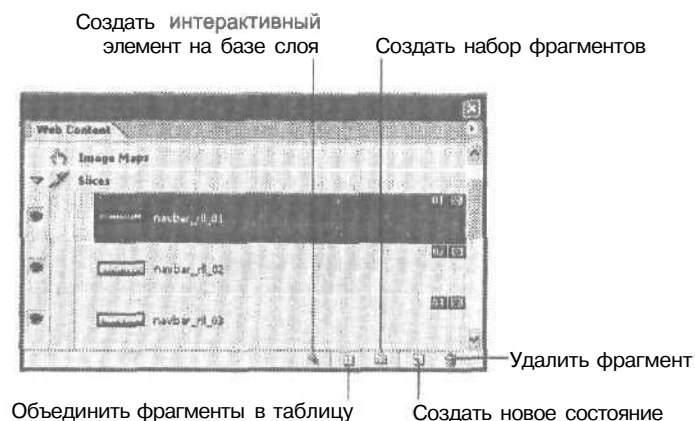 Создать интерактивный
элемент на базе слоя
Создать набор фрагментов
Web Content
Image Maps
Slices
navbar_rll_01
navbar_rll_02
navbar_rll_03
Удалить фрагмент
Объединить фрагменты в таблицу
Создать новое состояние